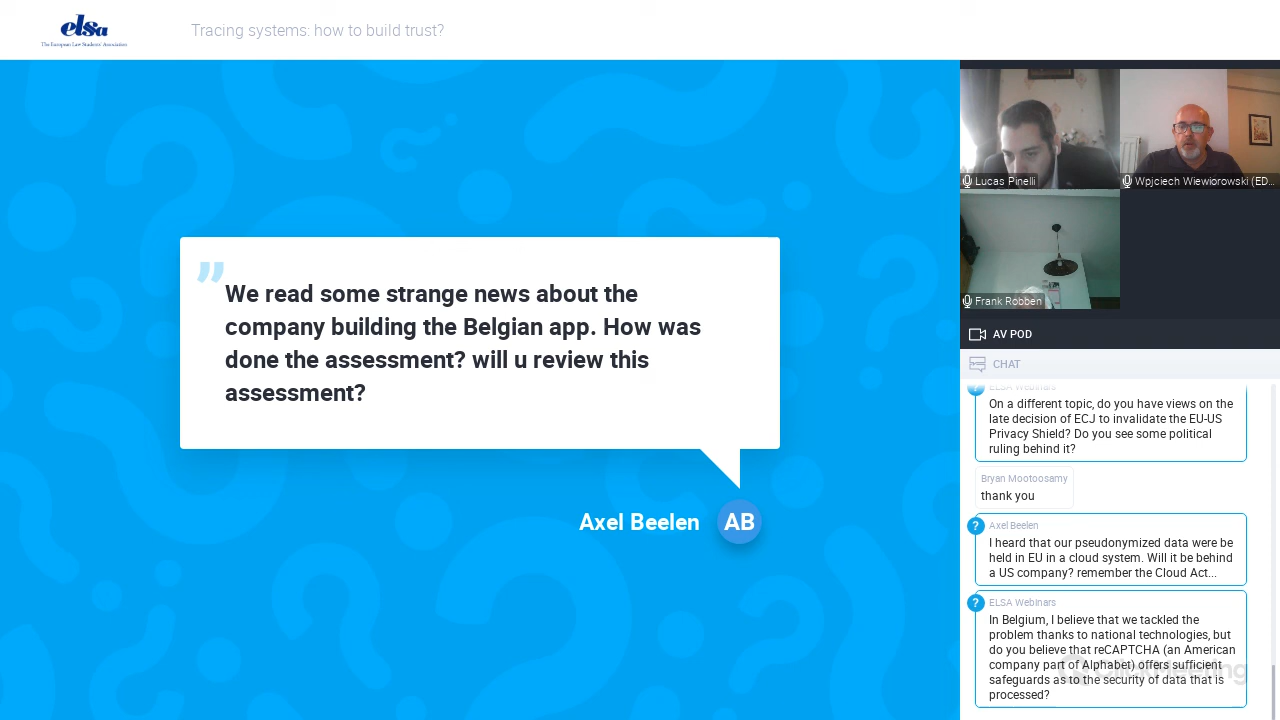 elsa
The European Law Students' Association
Tracing systems: how to build trust?
”
We read some strange news about the
company building the Belgian app. How was
done the assessment? will u review this
assessment?
Axel Beelen
AB
Lucas Pinelli
Wpjciech Wiewiorowski (ED...
Frank Robben
AV POD
CHAT
?
ELSA Webinars
On a different topic, do you have views on the
late decision of ECJ to invalidate the EU-US
Privacy Shield? Do you see some political
ruling behind it?
Bryan Mootoosamy
thank you
?
Axel Beelen
I heard that our pseudonymized data were be
held in EU in a cloud system. Will it be behind
a US company? remember the Cloud Act...
?
ELSA Webinars
In Belgium, I believe that we tackled the
problem thanks to national technologies, but
do you believe that reCAPTCHA (an American
company part of Alphabet) offers sufficient
safeguards as to the security of data that is
processed?